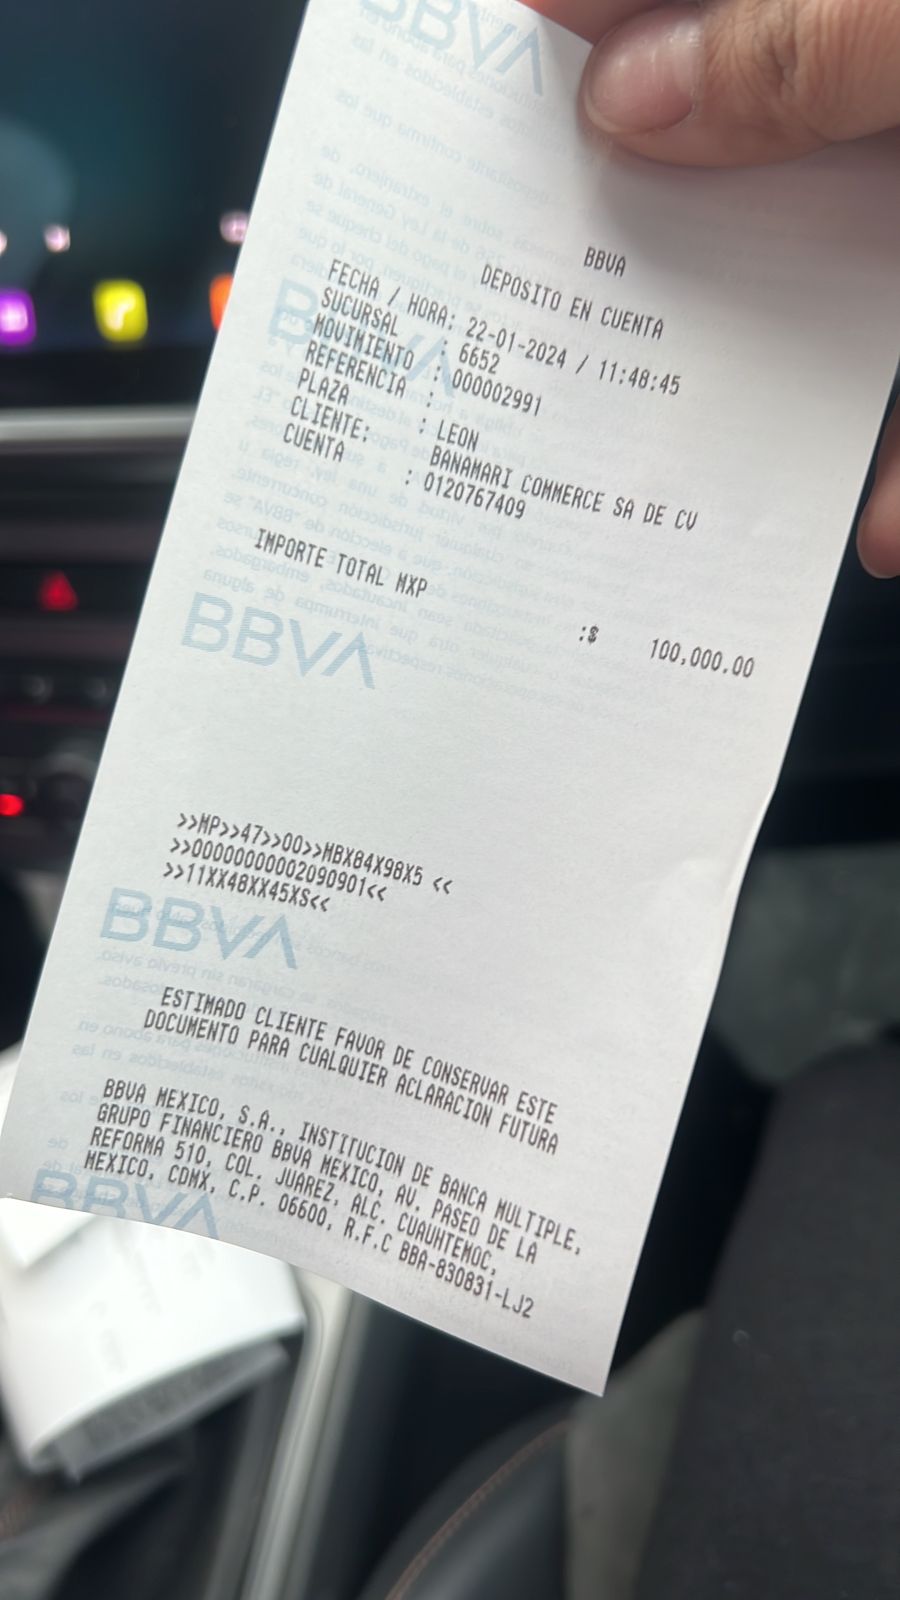 BBVA
BBVA
DEPOSITO EN CUENTA
FECHA / HORA: 22-01-2024 / 11:48:45
SUCURSAL : 6652
MOVIMIENTO : 000002991
REFERENCIA :
PLAZA : LEON
CLIENTE: BANAMARI COMMERCE SA DE CV
CUENTA : 0120767409
IMPORTE TOTAL MXP
:$ 100,000.00
BBVA
>>MP>>47>>00>>MBX84X98X5 <<
>>00000000002090901<<
>>11XX48XX45XS<<
BBVA
ESTIMADO CLIENTE FAVOR DE CONSERVAR ESTE
DOCUMENTO PARA CUALQUIER ACLARACION FUTURA
BBVA MEXICO, S.A., INSTITUCION DE BANCA MULTIPLE,
GRUPO FINANCIERO BBVA MEXICO, AV. PASEO DE LA
REFORMA 510, COL. JUAREZ, ALC. CUAUHTEMOC,
MEXICO, CDMX, C.P. 06600, R.F.C BBA-830831-LJ2
BBVA